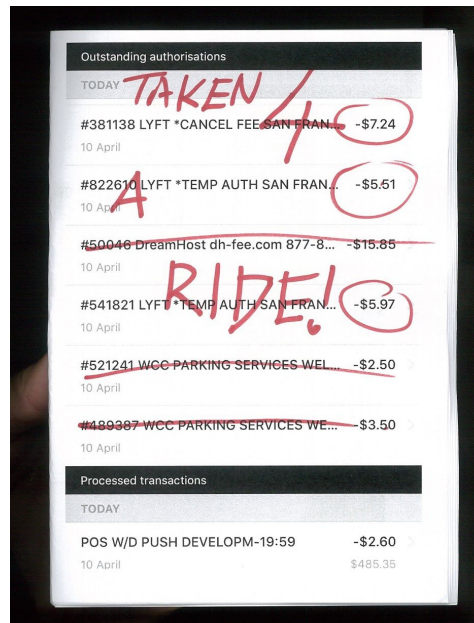 Outstanding authorisations
TODAY
TAKEN 4
#381138 LYFT *CANCEL FEE SAN FRAN... -$7.24
10 April
#822610 LYFT *TEMP AUTH SAN FRAN... -$5.51
A
10 April
#50046 DreamHost dh-fee.com 877-8... -$15.85
10 April
RIDE!
#541821 LYFT *TEMP AUTH SAN FRAN... -$5.97
10 April
#521241 WCC PARKING SERVICES WEL... -$2.50
10 April
#489387 WCC PARKING SERVICES WE... -$3.50
10 April
Processed transactions
TODAY
POS W/D PUSH DEVELOPM-19:59 -$2.60
10 April $485.35